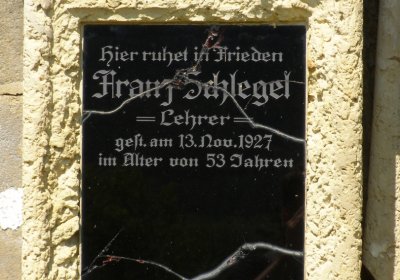 Hier ruhet in Frieden
Franz Schlegel
= Lehrer =
gest. am 13. Nov. 1927
im Alter von 53 Jahren